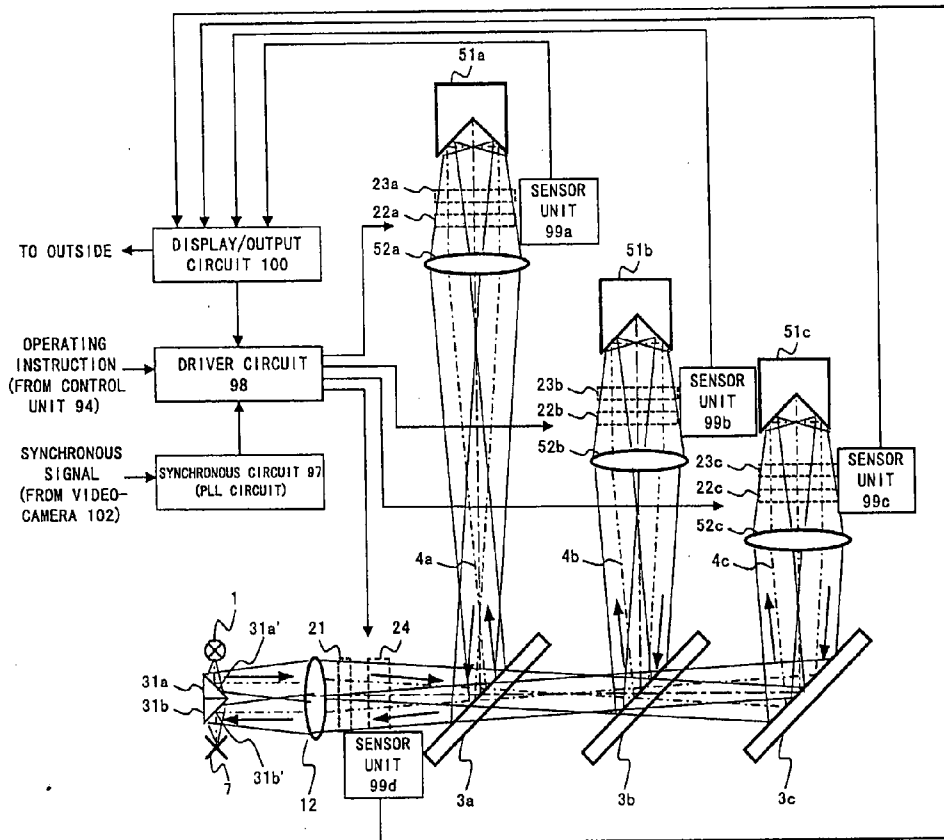 51a
23a
22a
52a
SENSOR
UNIT
99a
TO OUTSIDE
DISPLAY/OUTPUT
CIRCUIT 100
51b
23b
22b
52b
SENSOR
UNIT
99b
51c
23c
22c
52c
SENSOR
UNIT
99c
OPERATING
INSTRUCTION
(FROM CONTROL
UNIT 94)
DRIVER CIRCUIT
98
SYNCHRONOUS
SIGNAL
(FROM VIDEO-
CAMERA 102)
SYNCHRONOUS CIRCUIT 97
(PLL CIRCUIT)
4a
4b
4c
1
31a'
21
24
31a
31b
7
31b'
12
SENSOR
UNIT
99d
3a
3b
3c